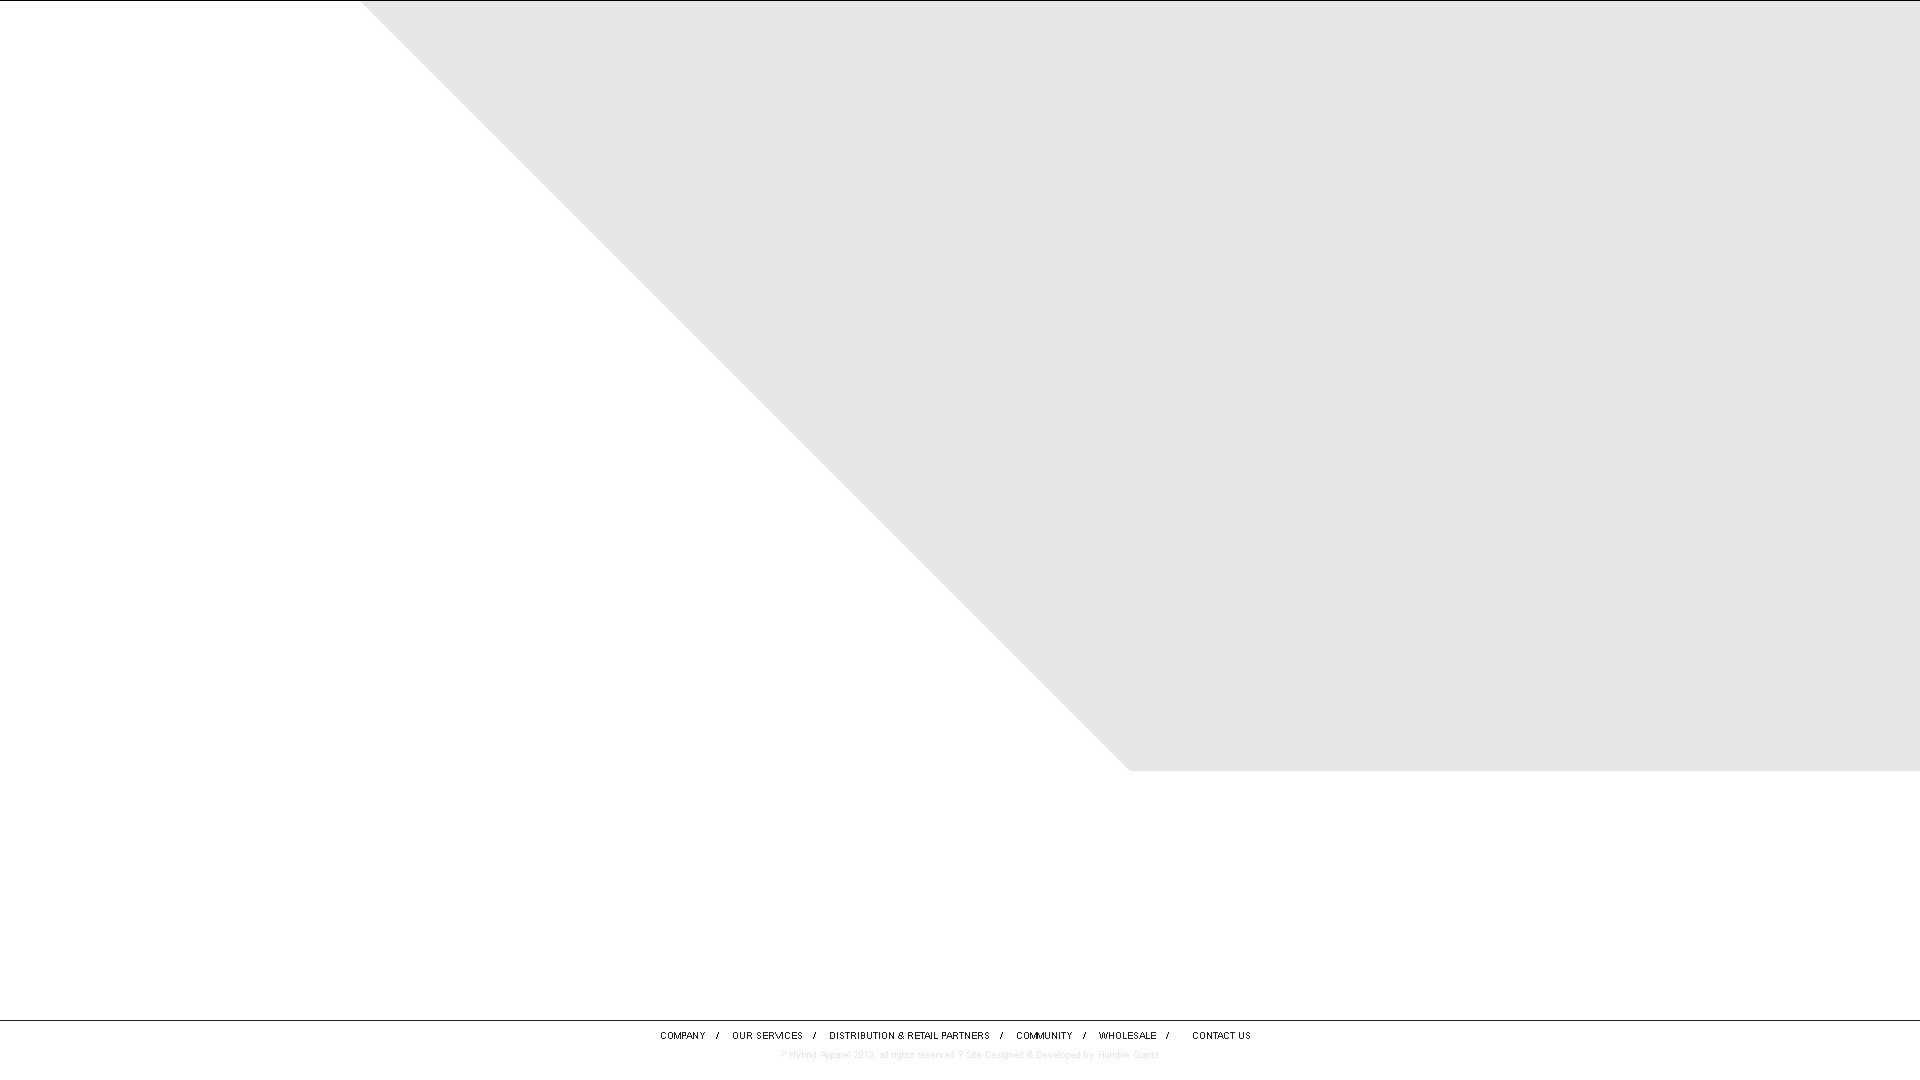 COMPANY / OUR SERVICES / DISTRIBUTION & RETAIL PARTNERS / COMMUNITY / WHOLESALE / CONTACT US
? Hybrid Apparel 2013, all rights reserved ? Site Designed & Developed by Humble Giants